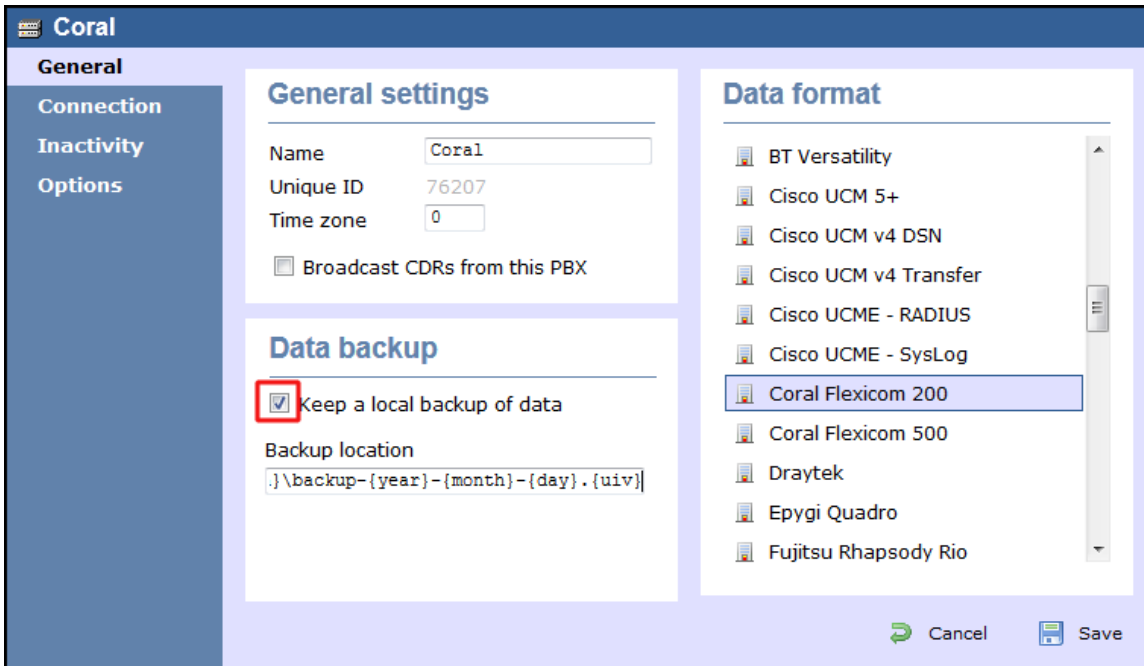 Coral
General
Connection
Inactivity
Options
General settings
Name Coral
Unique ID 76207
Time zone 0
Broadcast CDRs from this PBX
Data backup
Keep a local backup of data
Backup location
.}\backup-{year}-{month}-{day}.{uiv}
Data format
BT Versatility
Cisco UCM 5+
Cisco UCM v4 DSN
Cisco UCM v4 Transfer
Cisco UCME - RADIUS
Cisco UCME - SysLog
Coral Flexicom 200
Coral Flexicom 500
Draytek
Epygi Quadro
Fujitsu Rhapsody Rio
Cancel Save